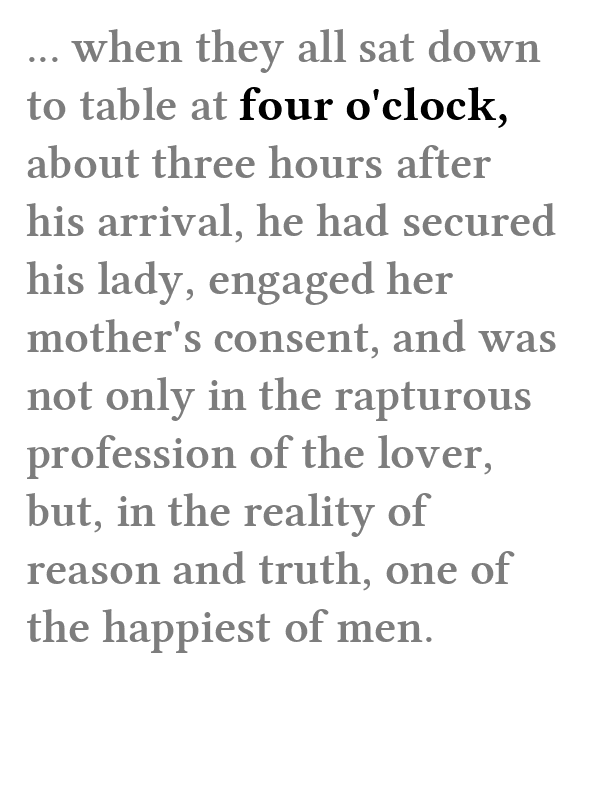 ... when they all sat down
to table at four o'clock,
about three hours after
his arrival, he had secured
his lady, engaged her
mother's consent, and was
not only in the rapturous
profession of the lover,
but, in the reality of
reason and truth, one of
the happiest of men.